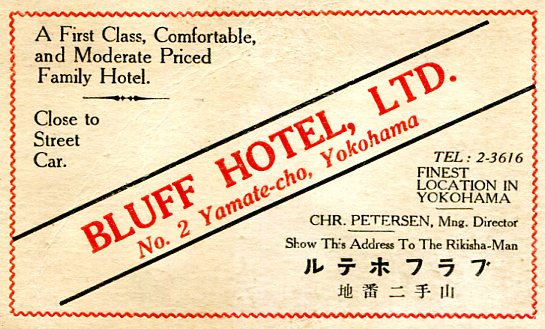 A First Class, Comfortable,
and Moderate Priced
Family Hotel.
Close to
Street
Car.
BLUFF HOTEL, LTD.
No. 2 Yamate-cho, Yokohama
TEL: 2-3616
FINEST
LOCATION IN
YOKOHAMA
CHR. PETERSEN, Mng. Director
Show This Address To The Rikisha-Man
ルテホフラブ
地番二手山